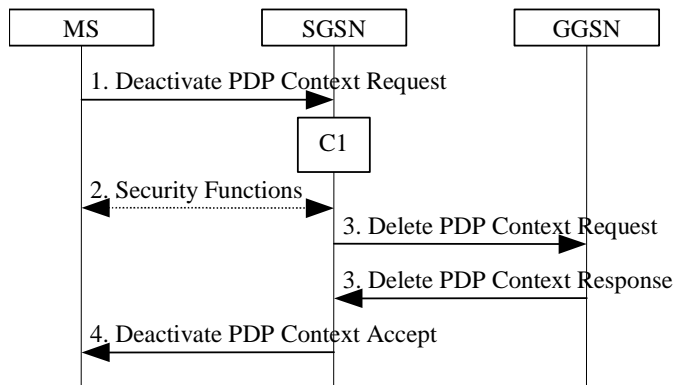 MS
SGSN
GGSN
1. Deactivate PDP Context Request
C1
2. Security Functions
3. Delete PDP Context Request
3. Delete PDP Context Response
4. Deactivate PDP Context Accept